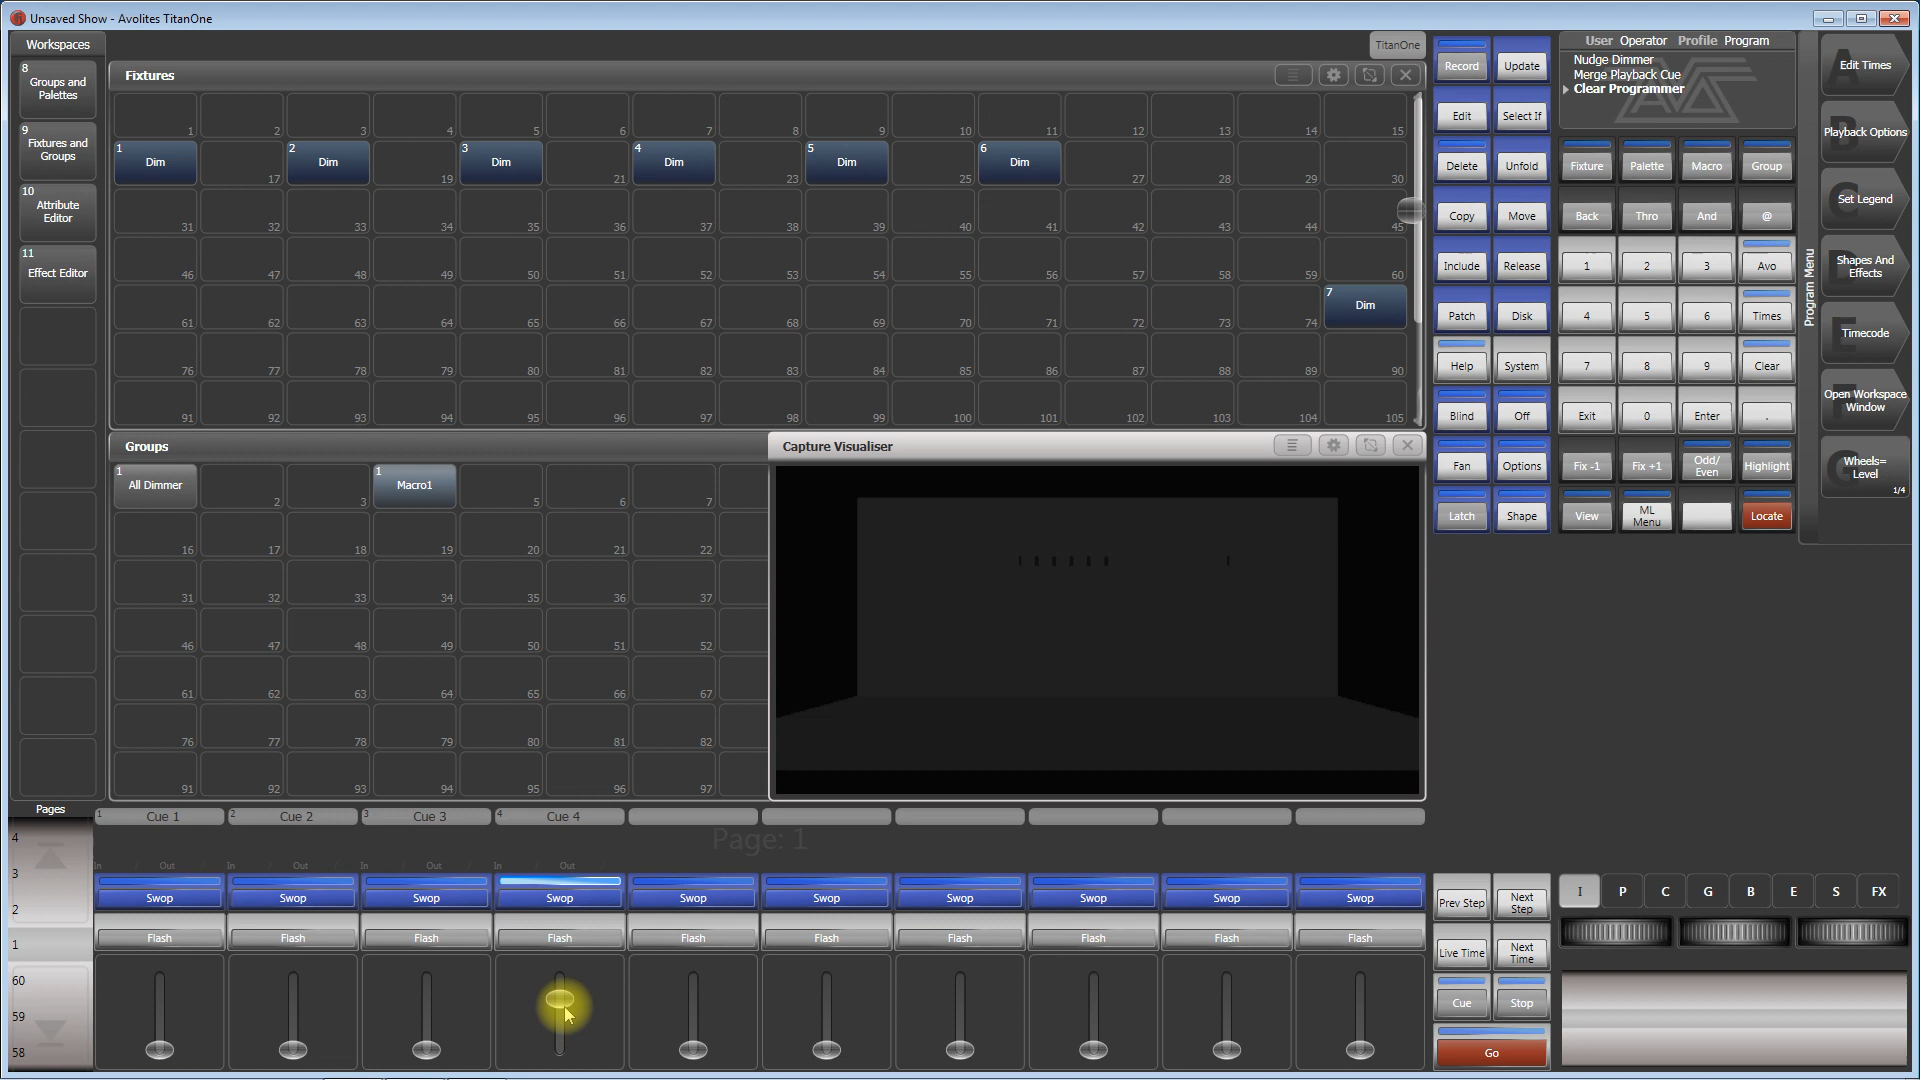 Unsaved Show - Avolites TitanOne
Workspaces
8
Groups and
Palettes
9
Fixtures and
Groups
10
Attribute
Editor
11
Effect Editor
TitanOne
Fixtures
1 2 3 4 5 6 7 8 9 10 11 12 13 14 15
1 Dim 17 2 Dim 19 3 Dim 21 4 Dim 23 5 Dim 25 6 Dim 27 28 29 30
31 32 33 34 35 36 37 38 39 40 41 42 43 44 45
46 47 48 49 50 51 52 53 54 55 56 57 58 59 60
61 62 63 64 65 66 67 68 69 70 71 72 73 74 7 Dim
76 77 78 79 80 81 82 83 84 85 86 87 88 89 90
91 92 93 94 95 96 97 98 99 100 101 102 103 104 105
Groups
1 All Dimmer 2 3 1 Macro1 5 6 7
16 17 18 19 20 21 22
31 32 33 34 35 36 37
46 47 48 49 50 51 52
61 62 63 64 65 66 67
76 77 78 79 80 81 82
91 92 93 94 95 96 97
Capture Visualiser
Record Update
Edit Select If
Delete Unfold
Copy Move
Include Release
Patch Disk
Help System
Blind Off
Fan Options
Latch Shape
User Operator Profile Program
Nudge Dimmer
Merge Playback Cue
Clear Programmer
Fixture Palette Macro Group
Back Thro And @
1 2 3 Avo
4 5 6 Times
7 8 9 Clear
Exit 0 Enter .
Fix -1 Fix +1 Odd/
Even Highlight
View ML
Menu Locate
Program Menu
A
Edit Times
B
Playback Options
C
Set Legend
D
Shapes And
Effects
E
Timecode
F
Open Workspace
Window
G
Wheels=
Level
1/4
Pages
4
3
2
1
60
59
58
1 Cue 1 2 Cue 2 3 Cue 3 4 Cue 4
Page: 1
In / Out / In / Out / In / Out / In / Out /
Swop Swop Swop Swop Swop Swop Swop Swop Swop Swop
Flash Flash Flash Flash Flash Flash Flash Flash Flash Flash
Prev Step Next
Step
Live Time Next
Time
Cue Stop
Go
I P C G B E S FX